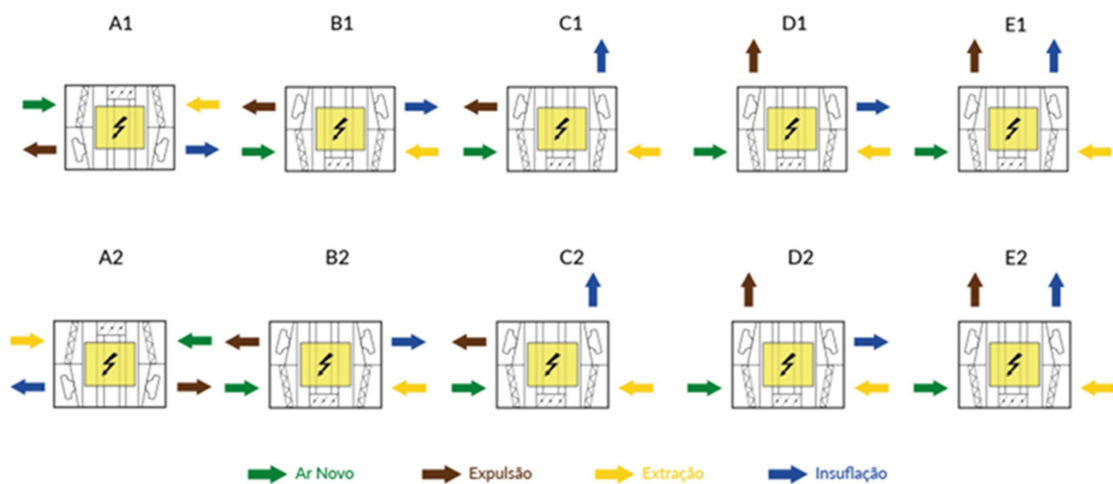 A1 B1 C1 D1 E1
A2 B2 C2 D2 E2
Ar Novo Expulsão Extração Insuflação